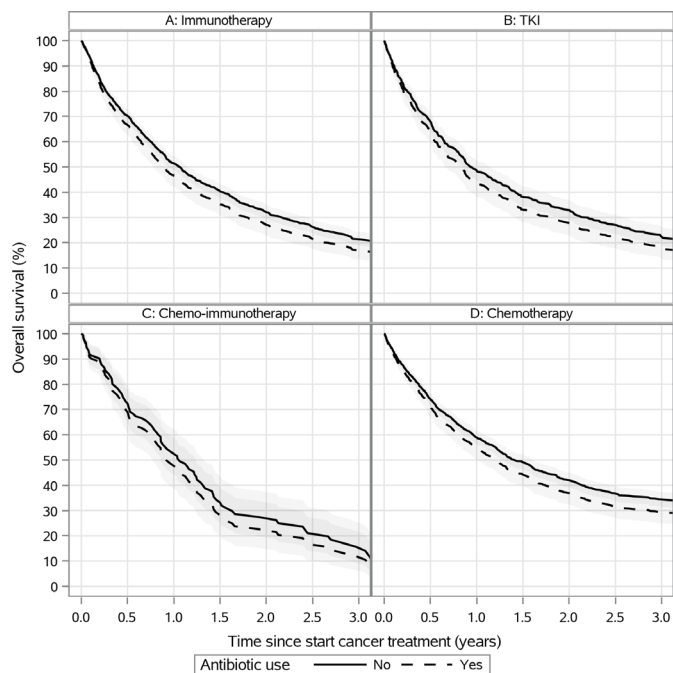 A: Immunotherapy
B: TKI
100
90
80
70
60
50
40
30
20
10
0
C: Chemo-immunotherapy
D: Chemotherapy
100
90
80
70
60
50
40
30
20
10
0
Overall survival (%)
0.0 0.5 1.0 1.5 2.0 2.5 3.0
0.0 0.5 1.0 1.5 2.0 2.5 3.0
Time since start cancer treatment (years)
Antibiotic use No Yes